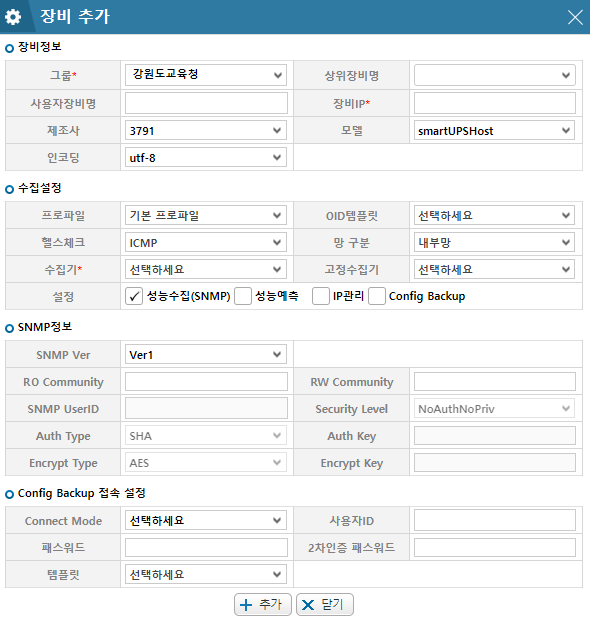 장비 추가
장비정보
그룹* 강원도교육청 상위장비명
사용자장비명 장비IP*
제조사 3791 모델 smartUPSHost
인코딩 utf-8
수집설정
프로파일 기본 프로파일 OID템플릿 선택하세요
헬스체크 ICMP 망 구분 내부망
수집기* 선택하세요 고정수집기 선택하세요
설정 성능수집(SNMP) 성능예측 IP관리 Config Backup
SNMP정보
SNMP Ver Ver1
RO Community RW Community
SNMP UserID Security Level NoAuthNoPriv
Auth Type SHA Auth Key
Encrypt Type AES Encrypt Key
Config Backup 접속 설정
Connect Mode 선택하세요 사용자ID
패스워드 2차인증 패스워드
템플릿 선택하세요
추가 닫기